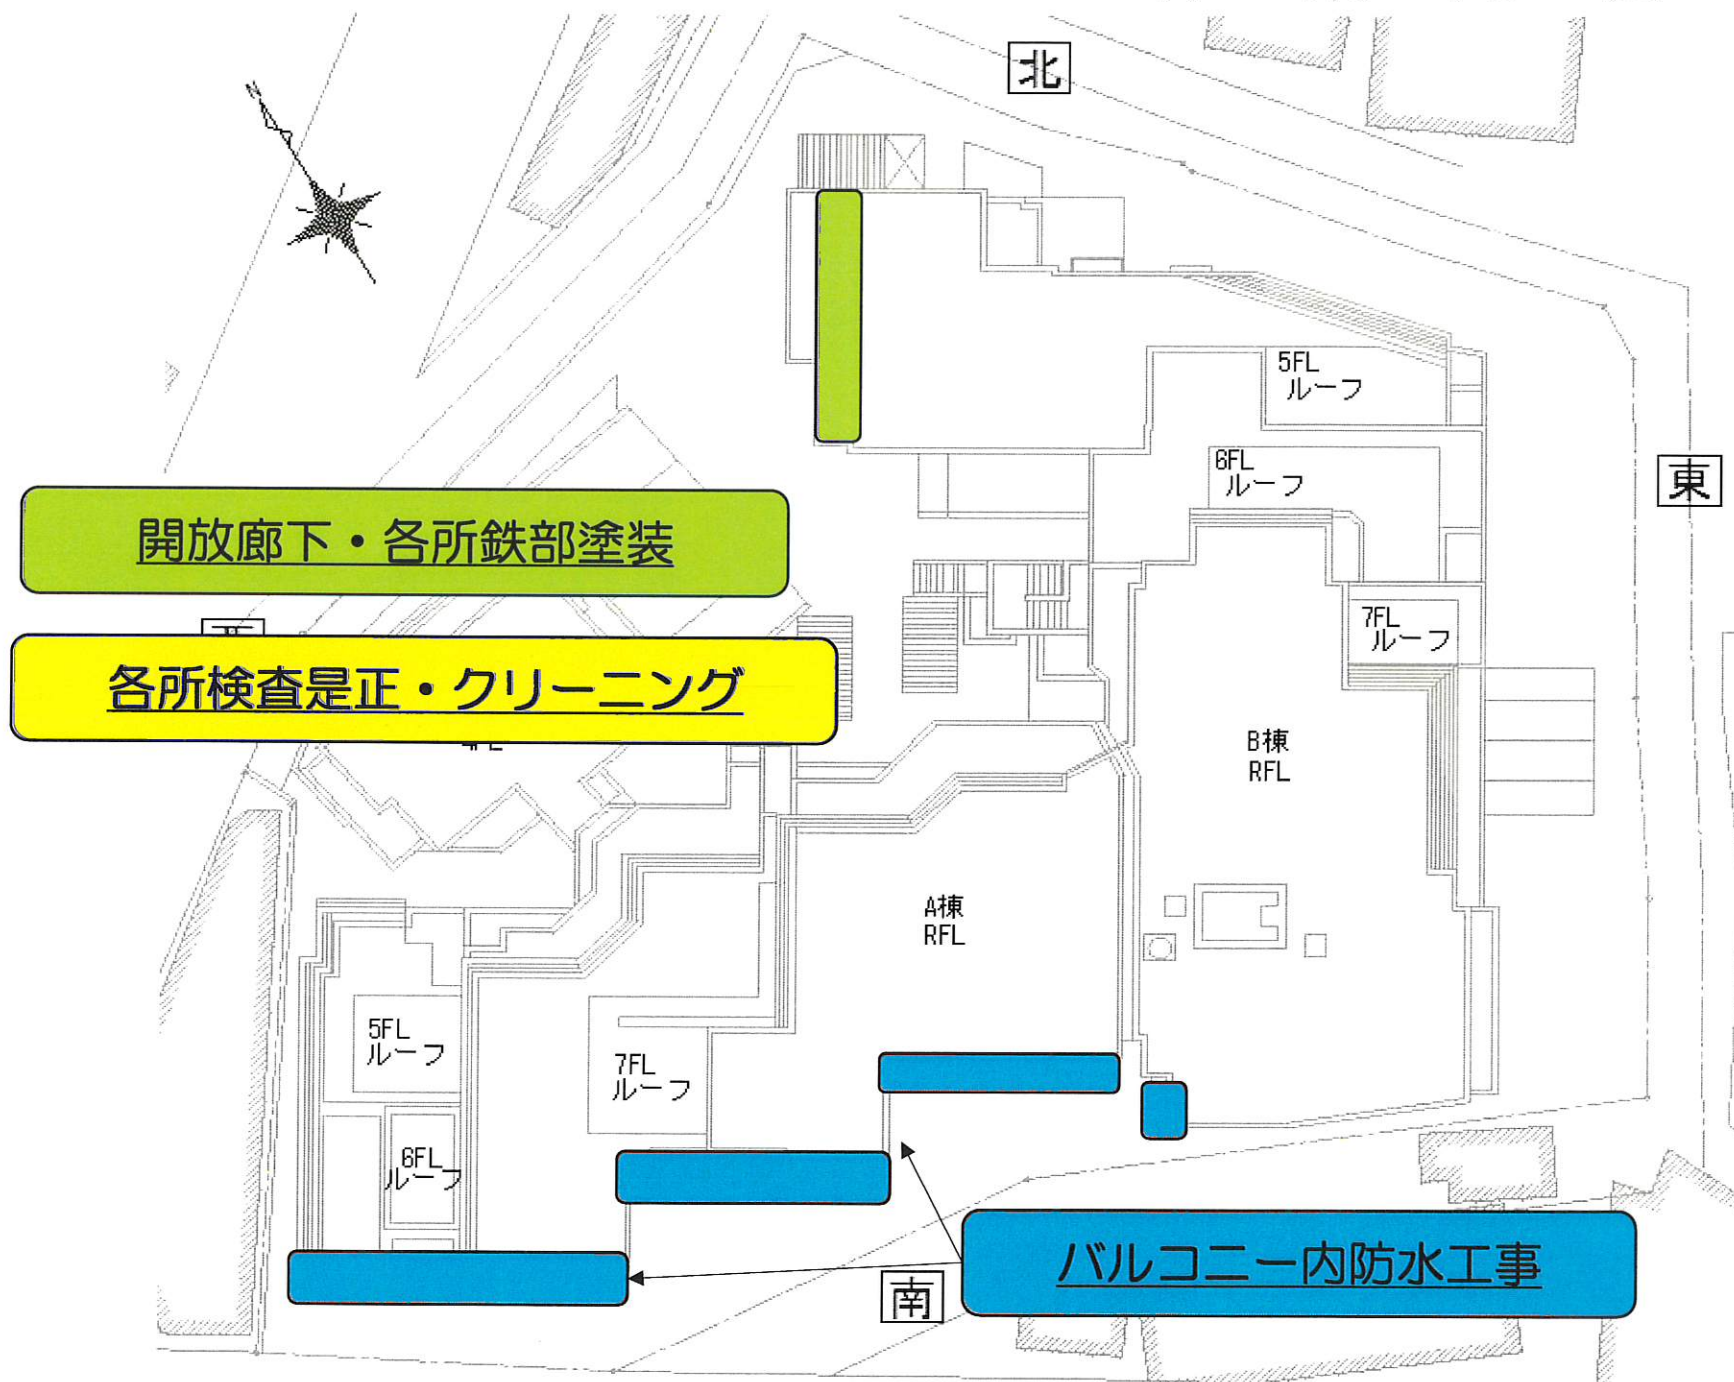 北
N
5FL
ルーフ
6FL
ルーフ
東
開放廊下・各所鉄部塗装
7FL
ルーフ
各所検査是正・クリーニング
B棟
RFL
A棟
RFL
5FL
ルーフ
7FL
ルーフ
6FL
ルーフ
バルコニー内防水工事
南